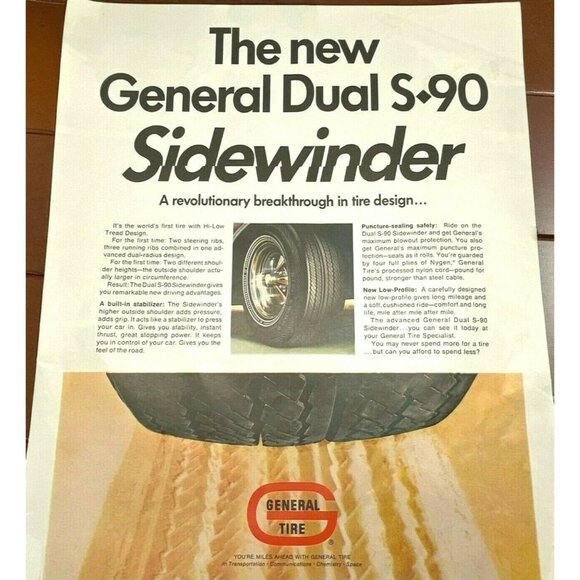 The new
General Dual S•90
Sidewinder
A revolutionary breakthrough in tire design...
It's the world's first tire with Hi-Low
Tread Design.
For the first time: Two steering ribs,
three running ribs combined in one ad-
vanced dual-radius design.
For the first time: Two different shoul-
der heights—the outside shoulder actu-
ally larger in circumference.
Result: The Dual S-90 Sidewinder gives
you remarkable new driving advantages.
A built-in stabilizer: The Sidewinder's
higher outside shoulder adds pressure,
adds grip. It acts like a stabilizer to press
your car in. Gives you stability, instant
thrust, great stopping power. It keeps
you in control of your car. Gives you the
feel of the road.
Puncture-sealing safety: Ride on the
Dual S-90 Sidewinder and get General's
maximum blowout protection. You also
get General's maximum puncture pro-
tection—seals as it rolls. You're guarded
by four full plies of Nygen,® General
Tire's processed nylon cord—pound for
pound, stronger than steel cable.
Now Low-Profile: A carefully designed
new low-profile gives long mileage and
a soft, cushioned ride—comfort and long
life, mile after mile after mile.
The advanced General Dual S-90
Sidewinder...you can see it today at
your General Tire Specialist.
You may never spend more for a tire
...but can you afford to spend less?
GENERAL
TIRE
®
YOU'RE MILES AHEAD WITH GENERAL TIRE
In Transportation • Communications • Chemistry • Space